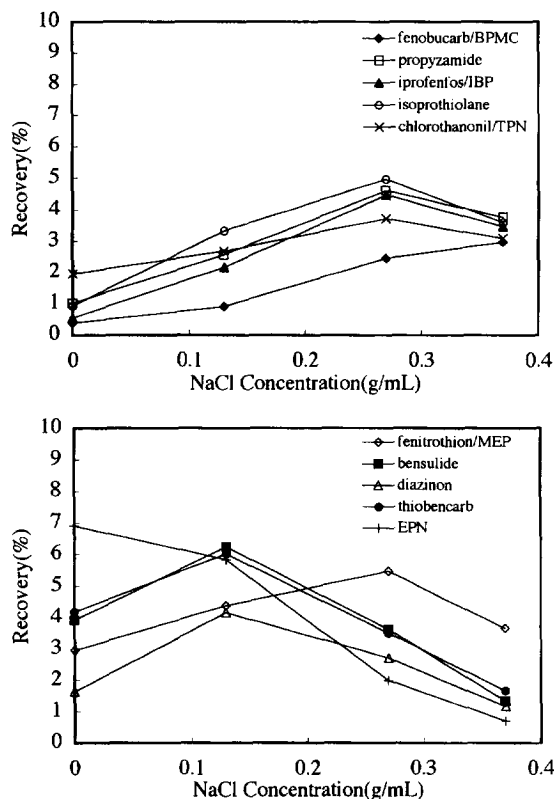 10
9
8
7
6
5
4
3
2
1
0
Recovery(%)
fenobucarb/BPMC
propyzamide
iprofenfos/IBP
isoprothiolane
chlorothanonil/TPN
0 0.1 0.2 0.3 0.4
NaCl Concentration(g/mL)
10
9
8
7
6
5
4
3
2
1
0
Recovery(%)
fenitrothion/MEP
bensulide
diazinon
thiobencarb
EPN
0 0.1 0.2 0.3 0.4
NaCl Concentration(g/mL)